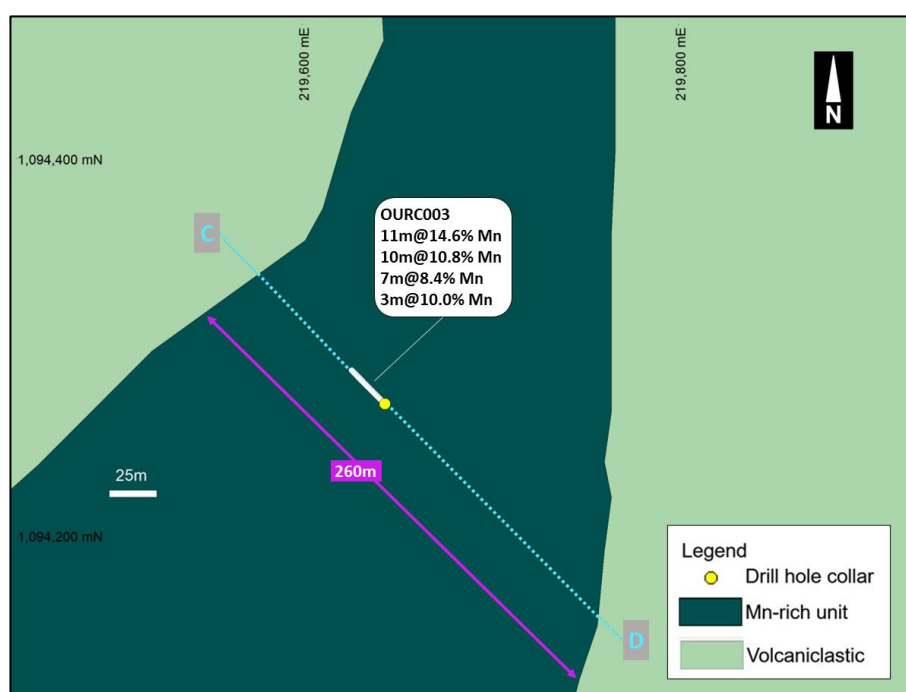 219,600 mE
219,800 mE
N
1,094,400 mN
C
OURC003
11m@14.6% Mn
10m@10.8% Mn
7m@8.4% Mn
3m@10.0% Mn
260m
25m
1,094,200 mN
D
Legend
Drill hole collar
Mn-rich unit
Volcaniclastic